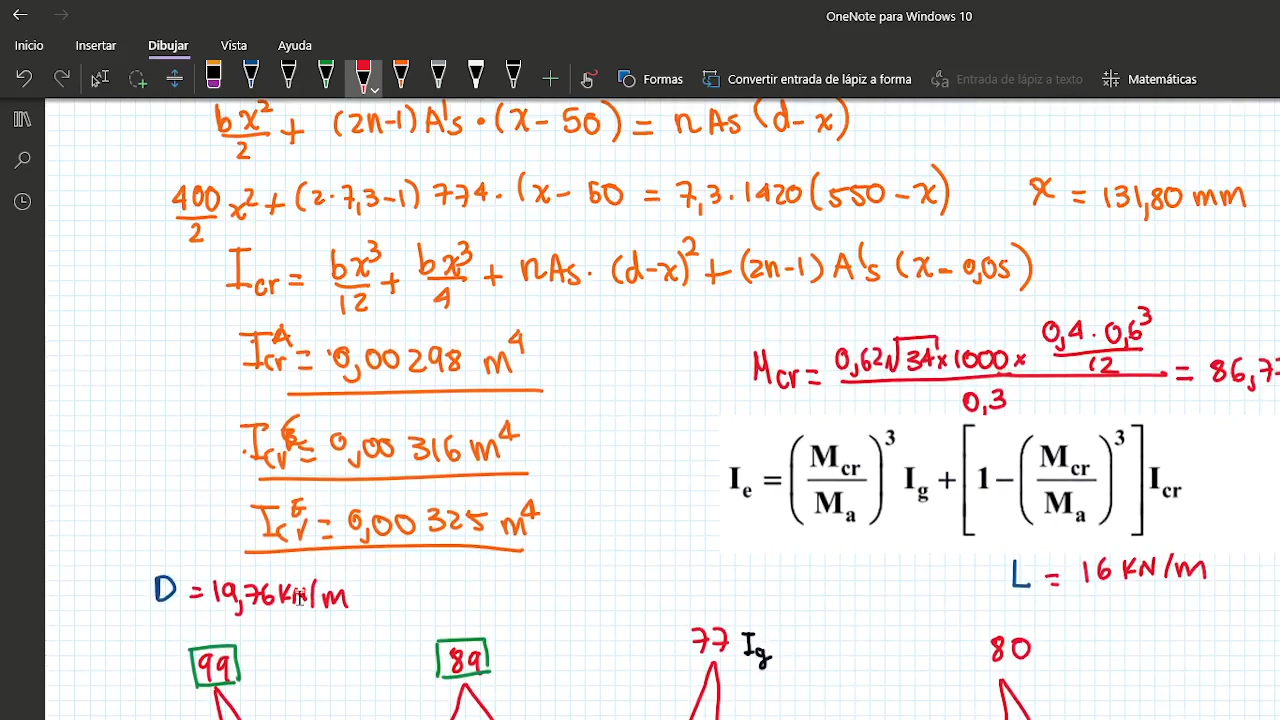 OneNote para Windows 10
Inicio Insertar Dibujar Vista Ayuda
Formas Convertir entrada de lápiz a forma Entrada de lápiz a texto Matemáticas
bx²/2 + (2n-1) A's • (x - 50) = n As (d - x)
400/2 x² + (2 · 7,3 - 1) 774 · (x - 50 = 7,3 · 1420 (550 - x) x = 131,80 mm
Icr = bx³/12 + bx³/4 + nAs · (d-x)² + (2n-1) A's (x - 0,05)
Icr^A = 0,00298 m⁴
Mcr = 0,62√34 x 1000 x (0,4 · 0,6³/12) / 0,3 = 86,7
Icr = 0,00316 m⁴
Ie = (Mcr/Ma)³ Ig + [1 - (Mcr/Ma)³] Icr
Icr = 0,00325 m⁴
D = 19,76 KN/m L = 16 KN/m
99 89 77 Ig 80